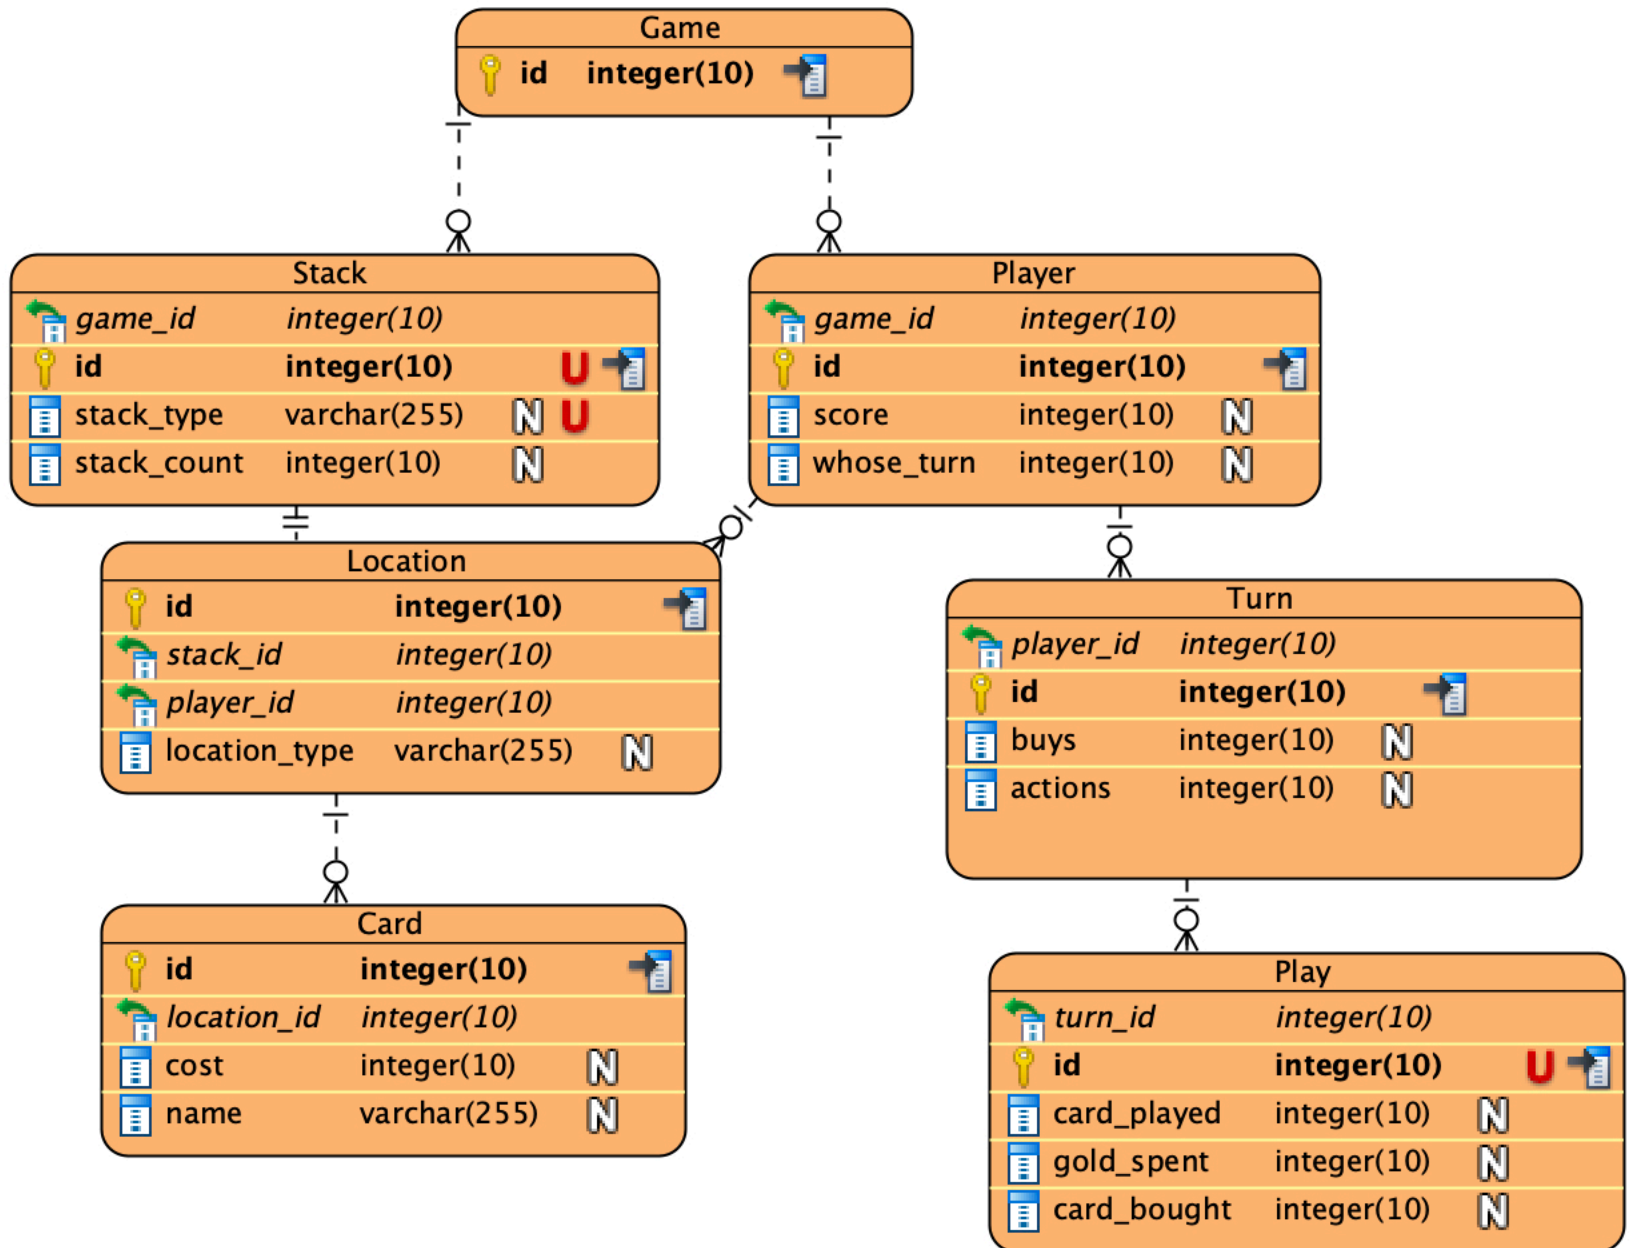 Game
id integer(10)
Stack
game_id integer(10)
id integer(10) U
stack_type varchar(255) N U
stack_count integer(10) N
Player
game_id integer(10)
id integer(10)
score integer(10) N
whose_turn integer(10) N
Location
id integer(10)
stack_id integer(10)
player_id integer(10)
location_type varchar(255) N
Turn
player_id integer(10)
id integer(10)
buys integer(10) N
actions integer(10) N
Card
id integer(10)
location_id integer(10)
cost integer(10) N
name varchar(255) N
Play
turn_id integer(10)
id integer(10) U
card_played integer(10) N
gold_spent integer(10) N
card_bought integer(10) N